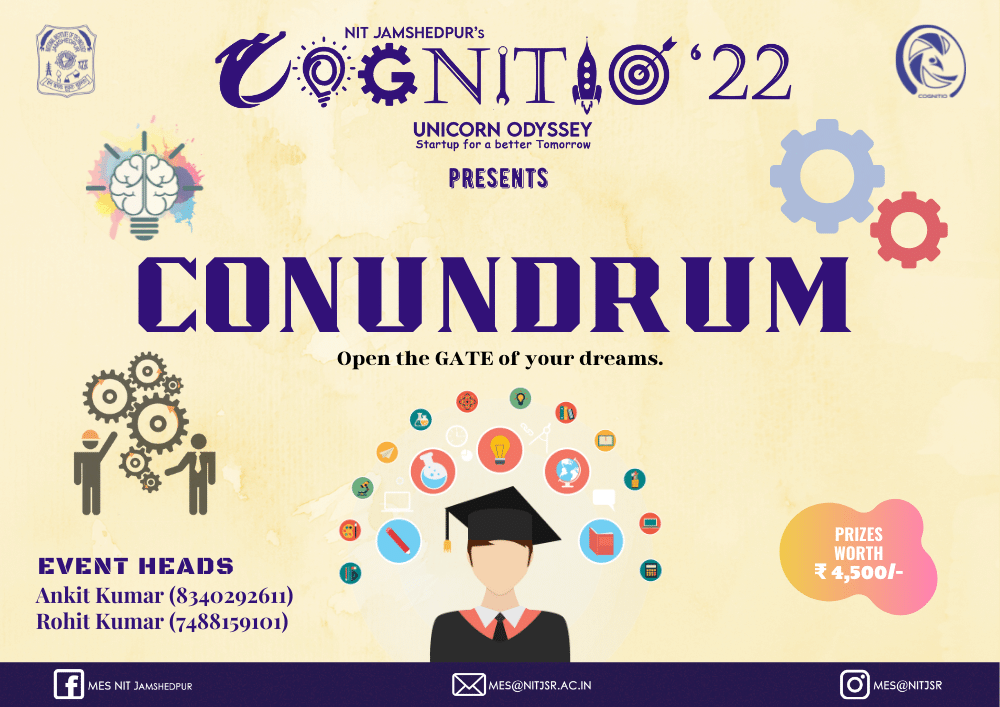 NIT JAMSHEDPUR's
COGNITIO '22
UNICORN ODYSSEY
Startup for a better Tomorrow
PRESENTS
COGNITIO
CONUNDRUM
Open the GATE of your dreams.
PRIZES
WORTH
₹ 4,500/-
EVENT HEADS
Ankit Kumar (8340292611)
Rohit Kumar (7488159101)
MES NIT JAMSHEDPUR
MES@NITJSR.AC.IN
MES@NITJSR